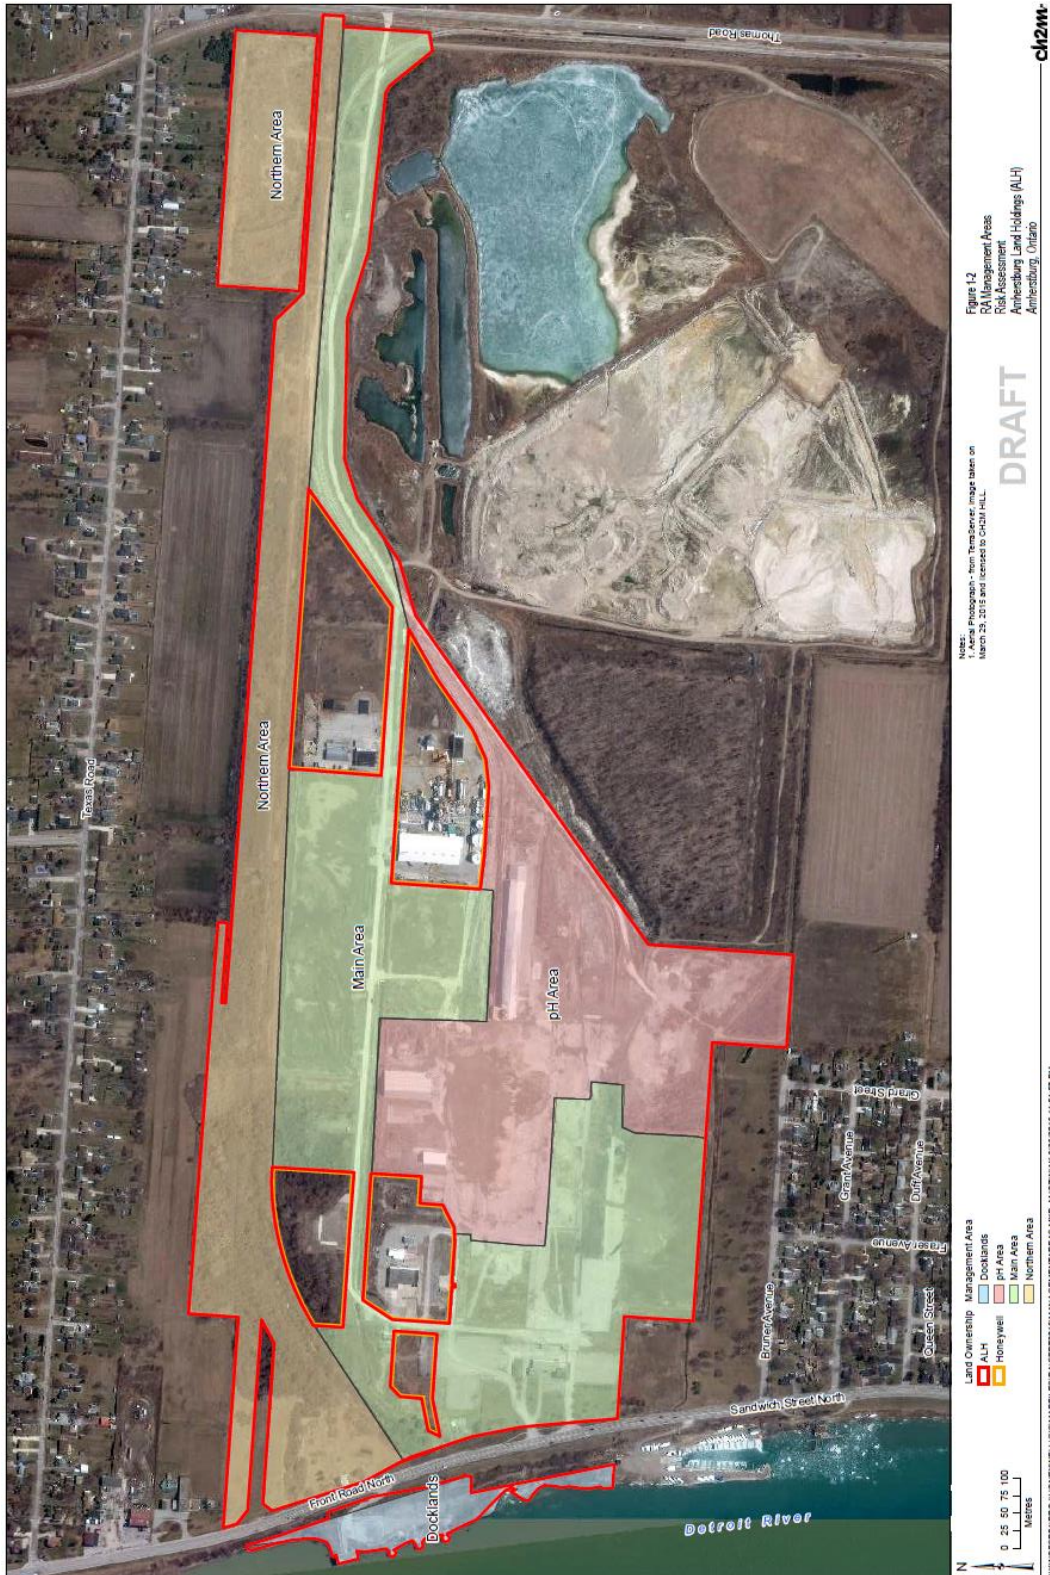 Thomas Road
Northern Area
Texas Road
Northern Area
Main Area
pH Area
Front Road North
Docklands
Detroit River
Sandwich Street North
Bruner Avenue
Grant Avenue
Girard Street
Duff Avenue
Fraser Avenue
Queen Street
N
0 25 50 75 100
Metres
Land Ownership
ALH
Honeywell
Management Area
Docklands
pH Area
Main Area
Northern Area
Notes:
1. Aerial Photograph - from TerraServer, image taken on
March 29, 2015 and licensed to CH2M HILL.
DRAFT
Figure 1-2
RA Management Areas
Risk Assessment
Amherstburg Land Holdings (ALH)
Amherstburg, Ontario
ch2m